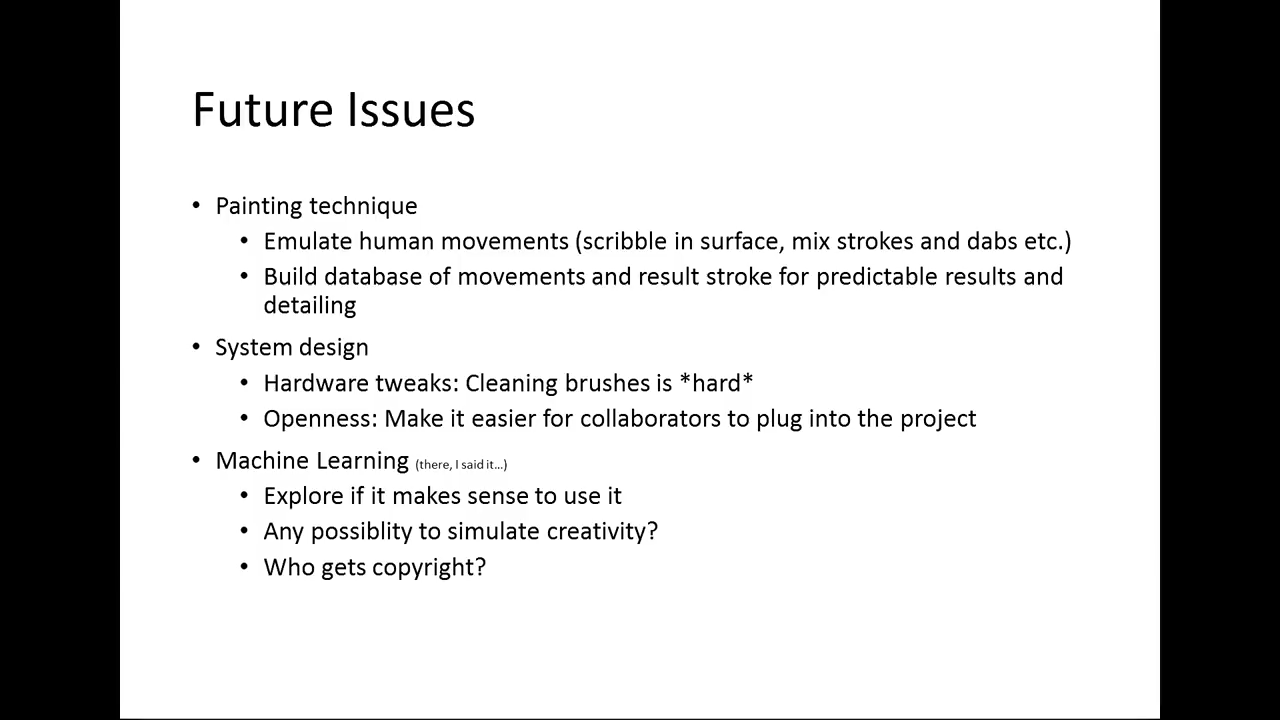 Future Issues
• Painting technique
• Emulate human movements (scribble in surface, mix strokes and dabs etc.)
• Build database of movements and result stroke for predictable results and
detailing
• System design
• Hardware tweaks: Cleaning brushes is *hard*
• Openness: Make it easier for collaborators to plug into the project
• Machine Learning (there, I said it...)
• Explore if it makes sense to use it
• Any possiblity to simulate creativity?
• Who gets copyright?